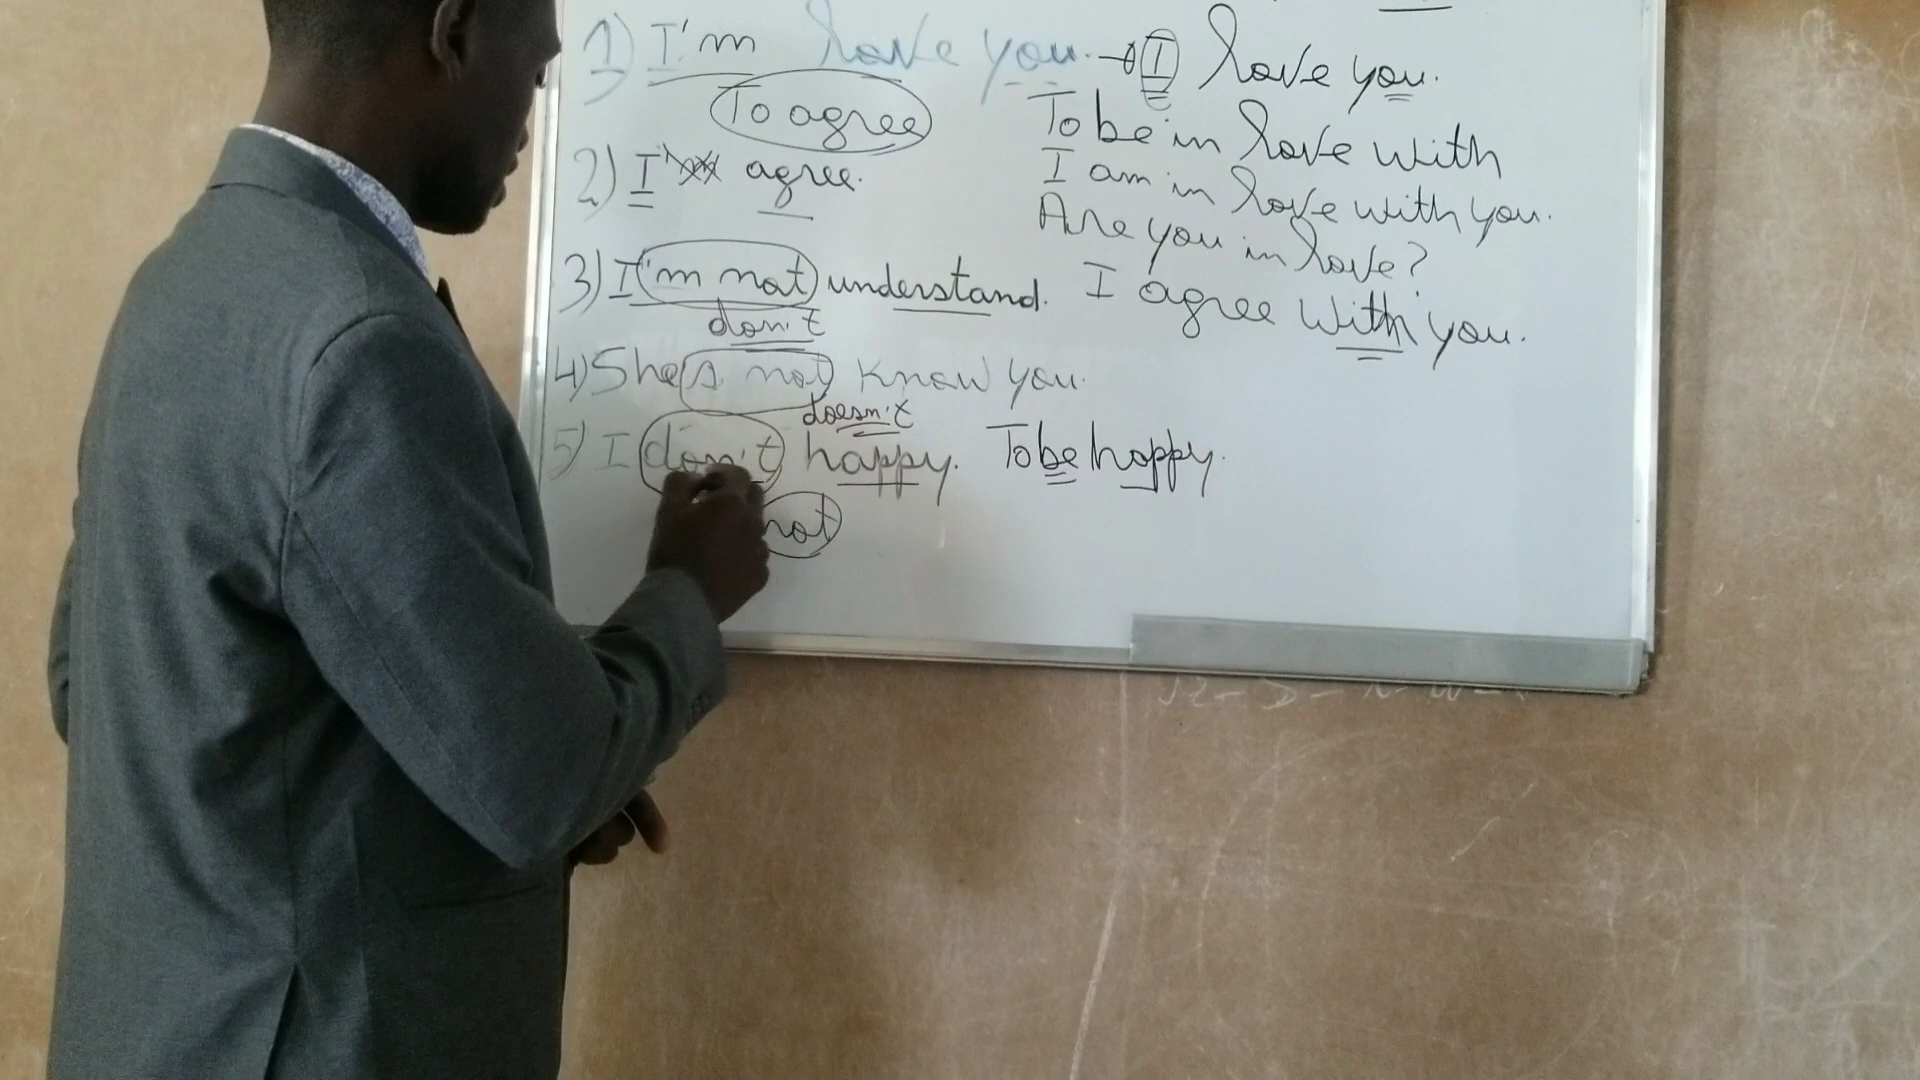 1) I'm love you. → I love you.
To agree
To be in love with
2) I agree.
I am in love with you.
Are you in love?
3) I'm not understand.
don't
I agree with you.
4) She's not know you.
doesn't
5) I don't happy. To be happy.
not